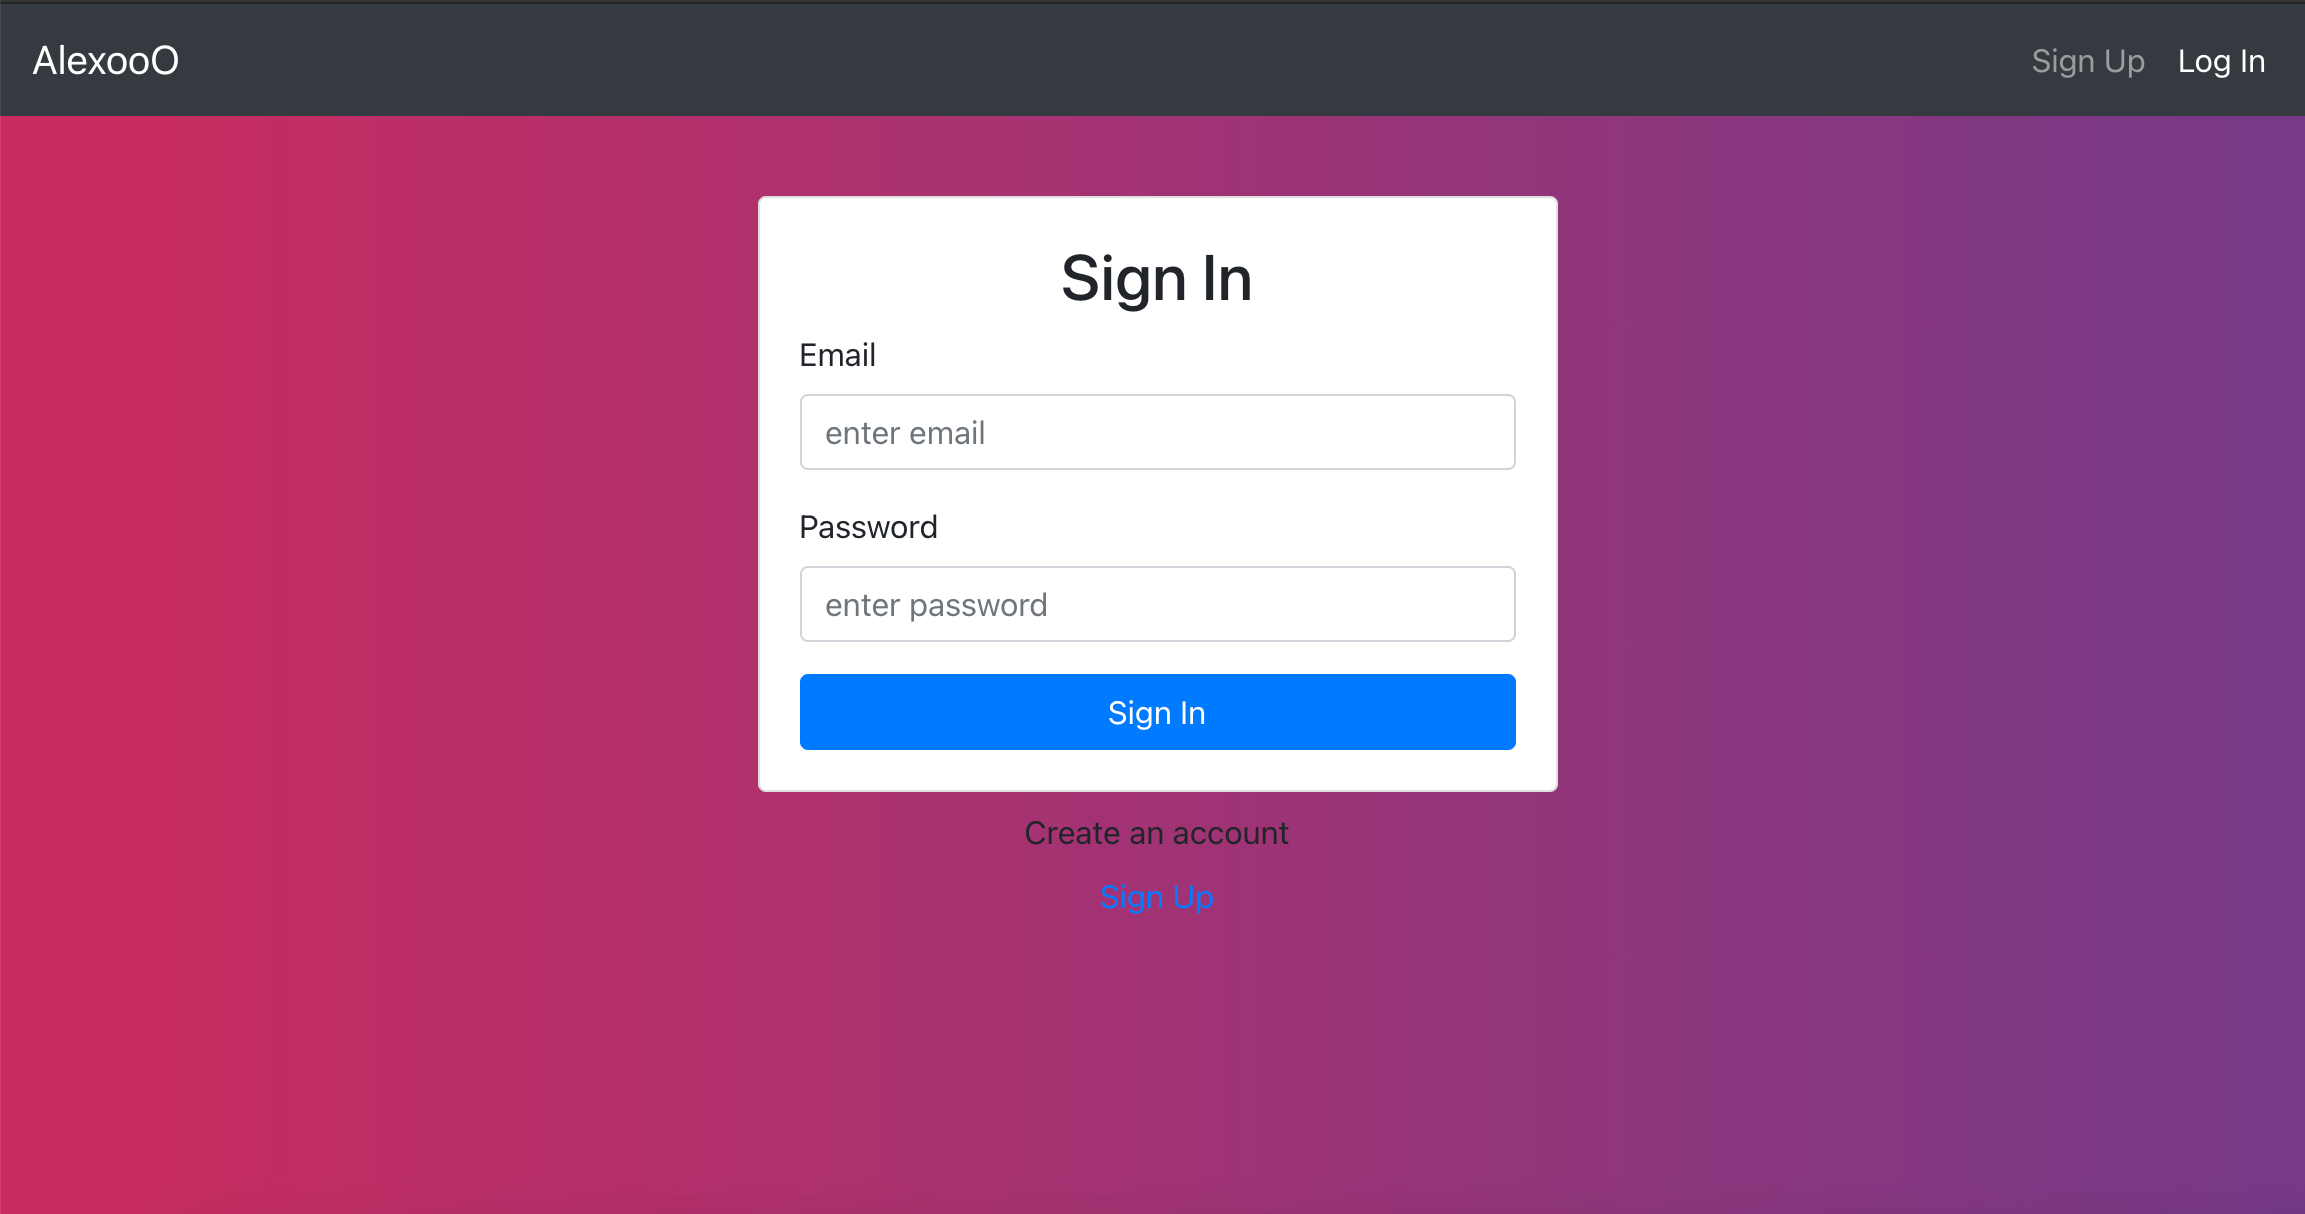 AlexooO
Sign Up
Log In
Sign In
Email
enter email
Password
enter password
Sign In
Create an account
Sign Up